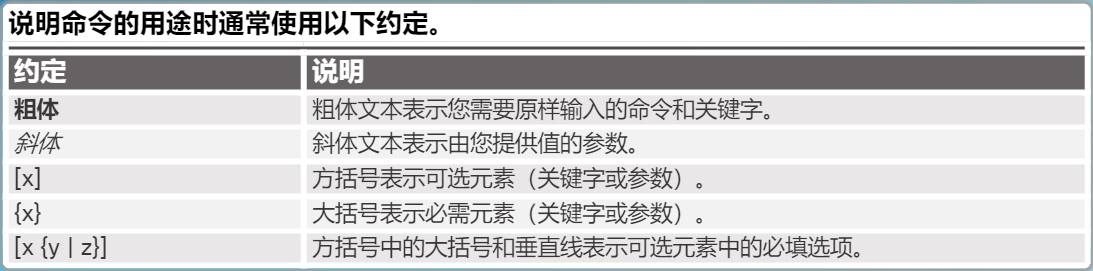 说明命令的用途时通常使用以下约定。
约定 说明
粗体 粗体文本表示您需要原样输入的命令和关键字。
斜体 斜体文本表示由您提供值的参数。
[x] 方括号表示可选元素（关键字或参数）。
{x} 大括号表示必需元素（关键字或参数）。
[x {y | z}] 方括号中的大括号和垂直线表示可选元素中的必填选项。